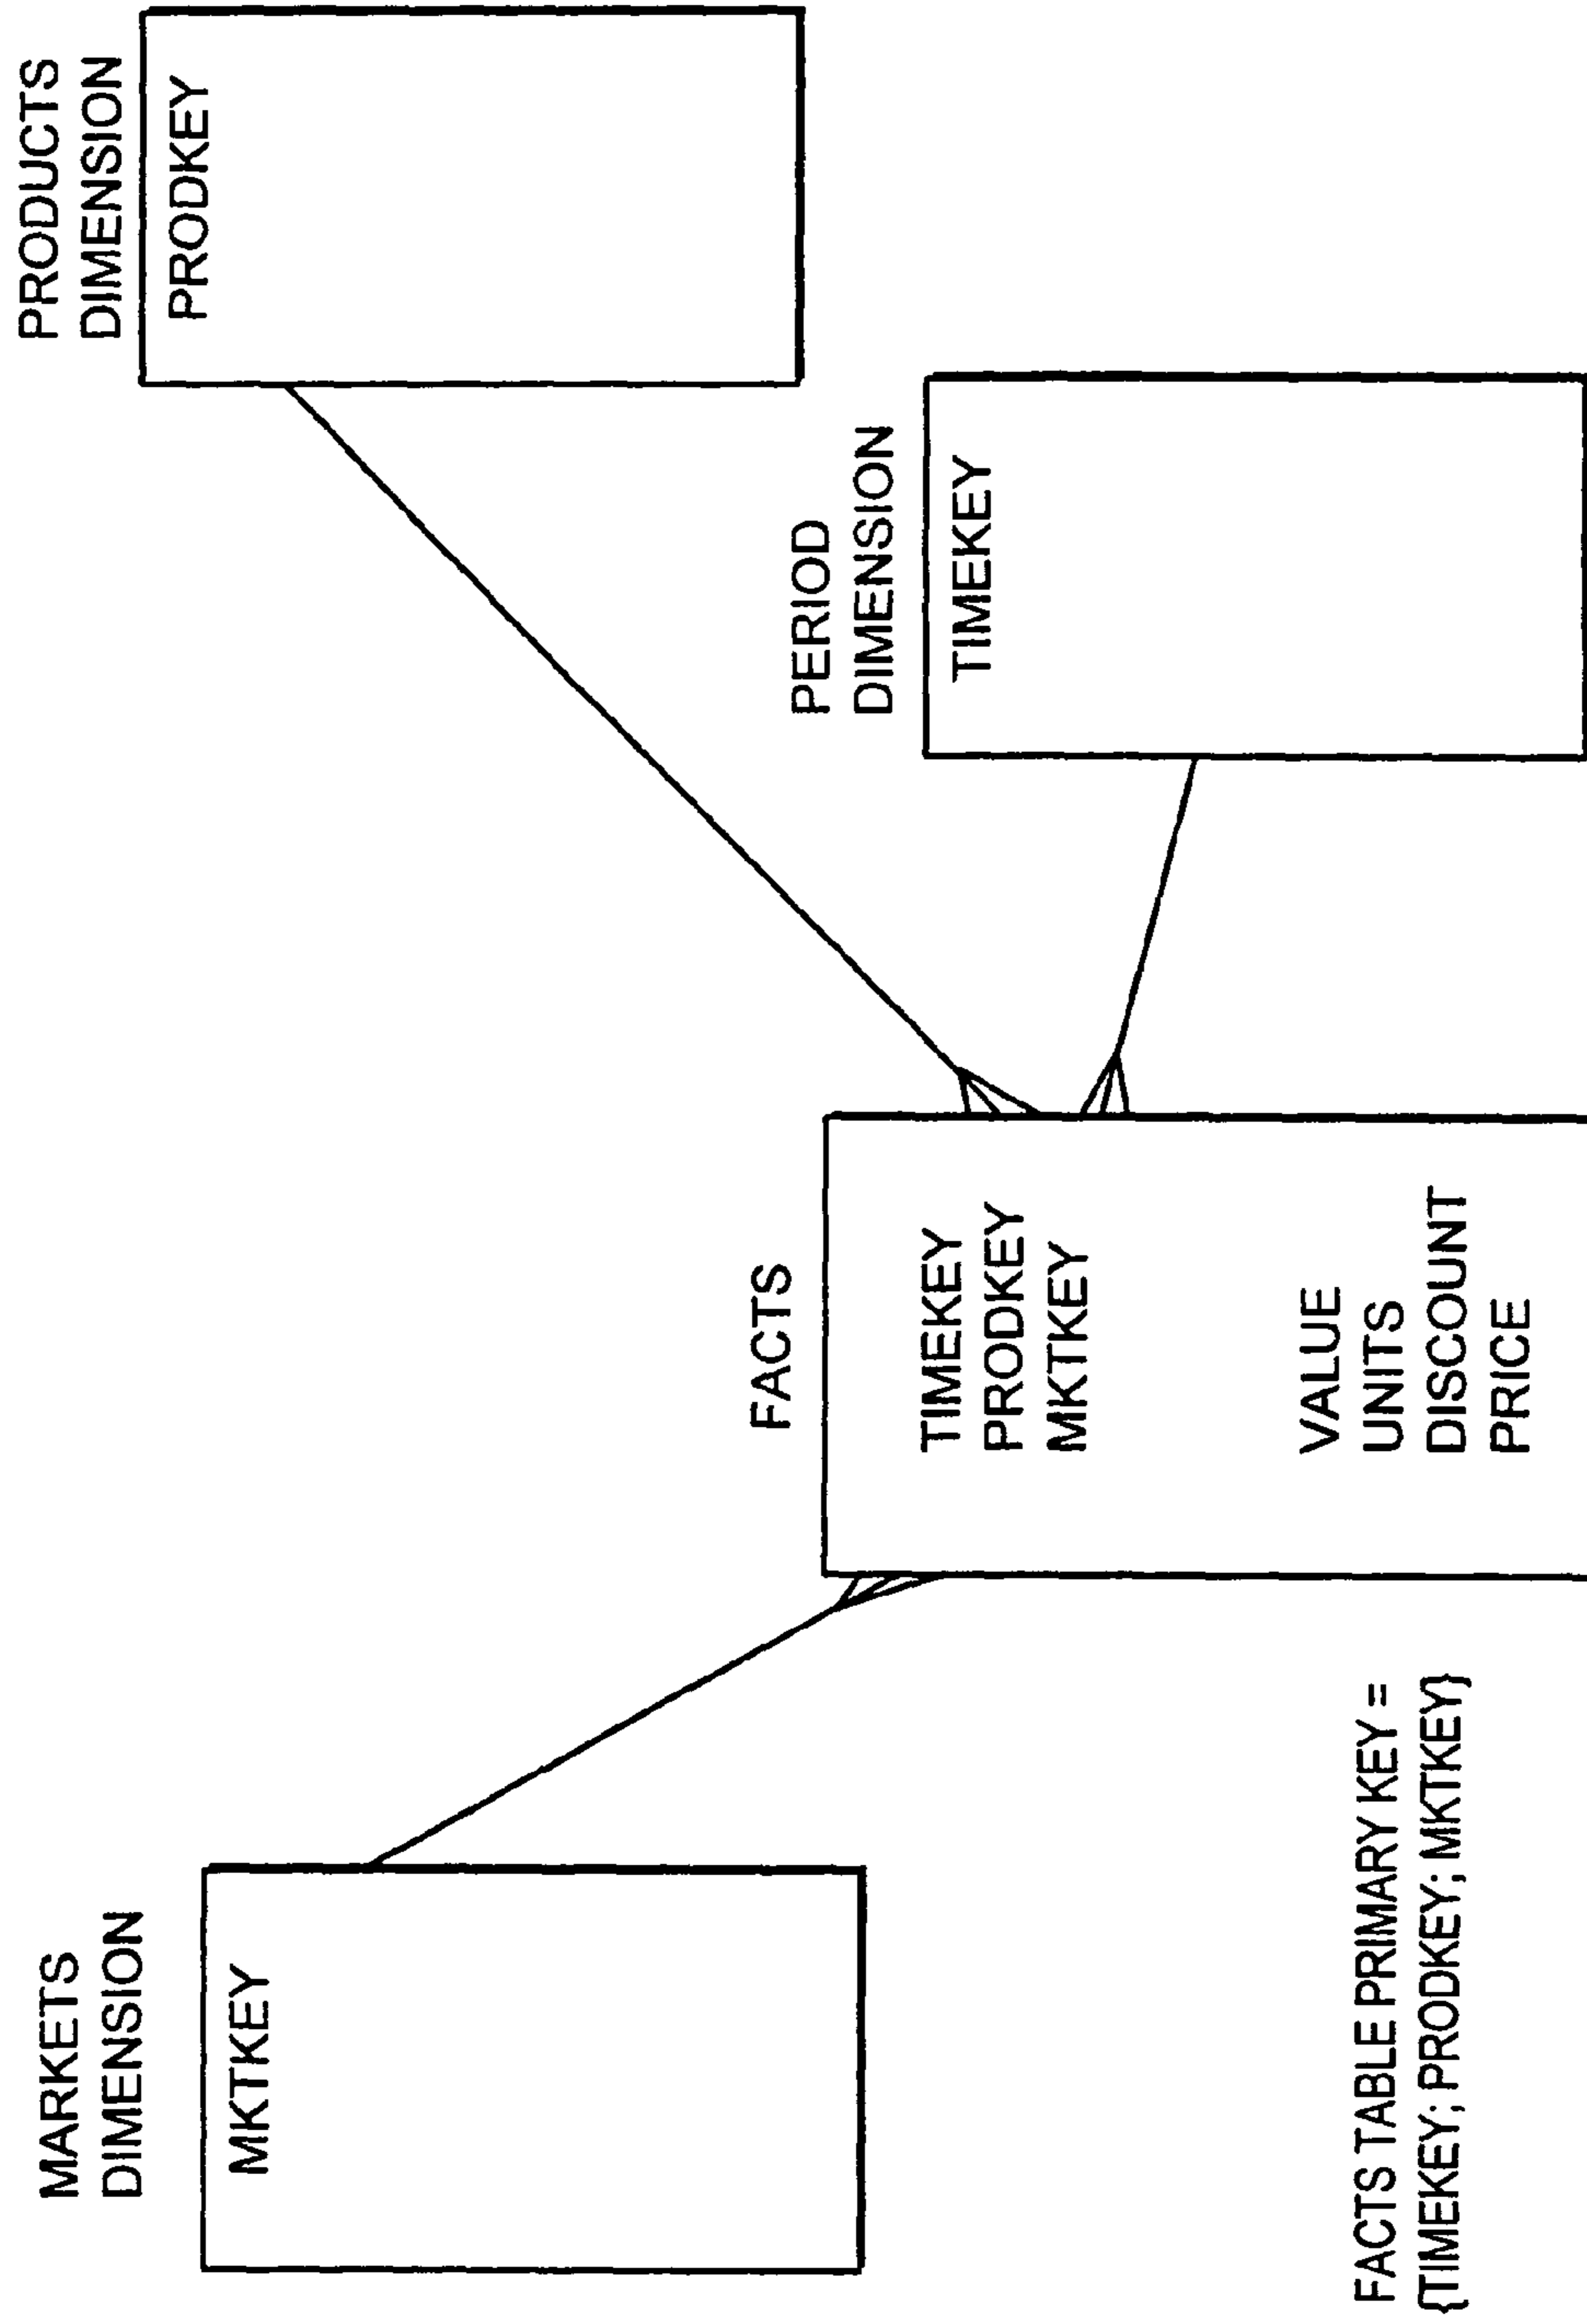 MARKETS
DIMENSION
MKTKEY
FACTS
TIMEKEY
PRODKEY
MKTKEY
VALUE
UNITS
DISCOUNT
PRICE
PRODUCTS
DIMENSION
PRODKEY
PERIOD
DIMENSION
TIMEKEY
FACTS TABLE PRIMARY KEY =
{TIMEKEY; PRODKEY; MKTKEY}